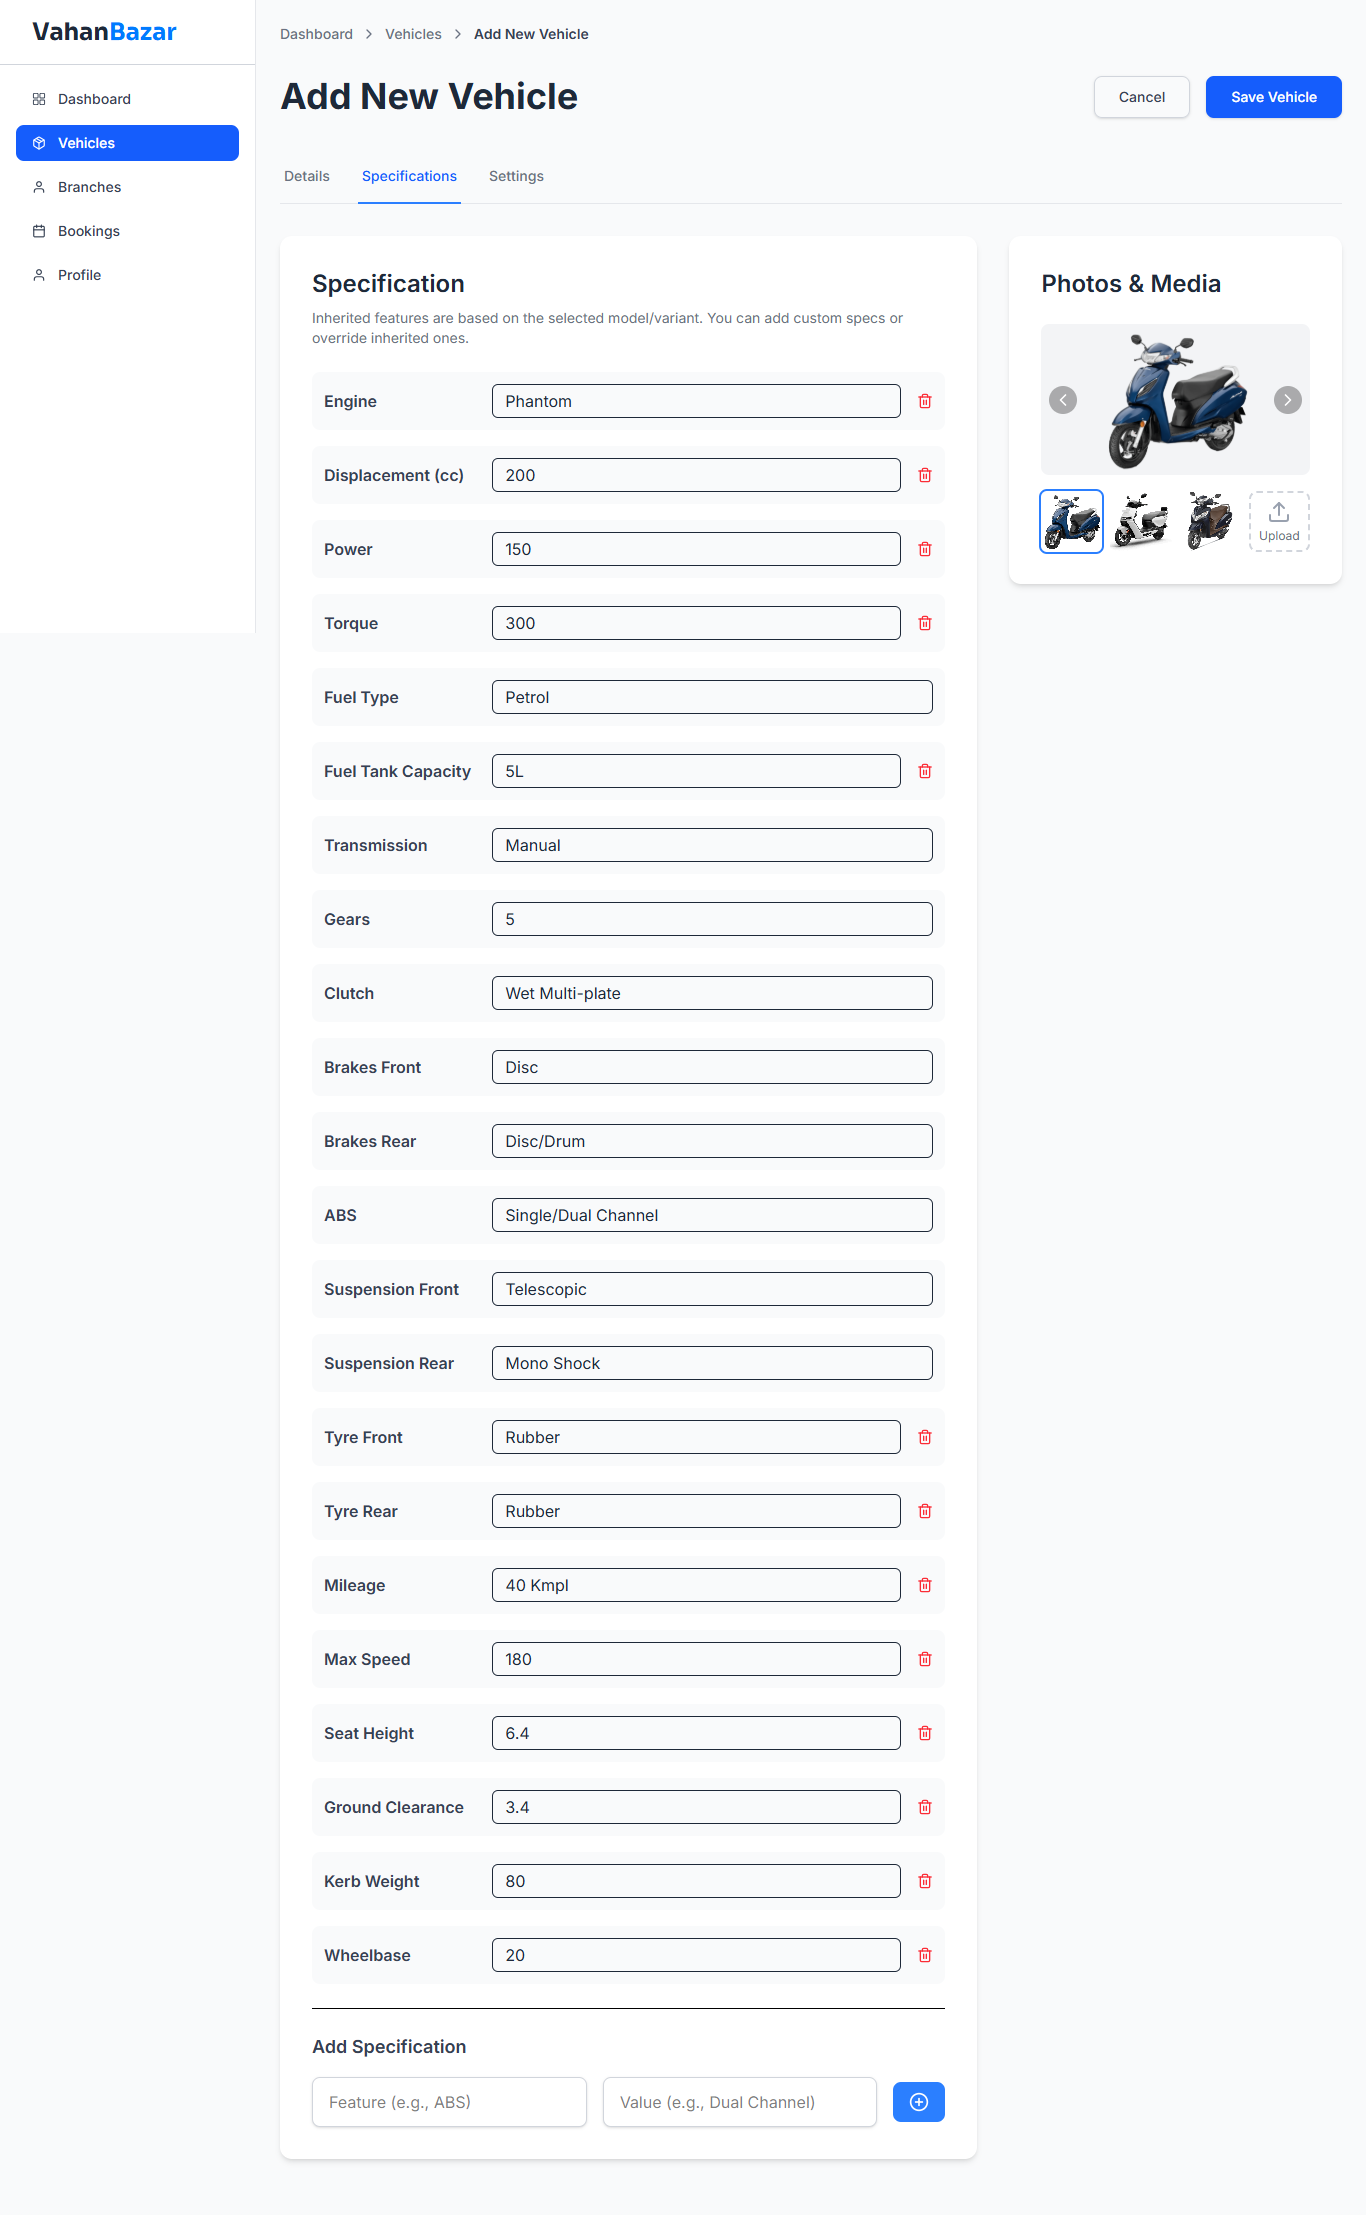 VahanBazar
Dashboard
Vehicles
Branches
Bookings
Profile
Dashboard > Vehicles > Add New Vehicle
Add New Vehicle
Cancel
Save Vehicle
Details
Specifications
Settings
Specification
Inherited features are based on the selected model/variant. You can add custom specs or
override inherited ones.
Engine Phantom
Displacement (cc) 200
Power 150
Torque 300
Fuel Type Petrol
Fuel Tank Capacity 5L
Transmission Manual
Gears 5
Clutch Wet Multi-plate
Brakes Front Disc
Brakes Rear Disc/Drum
ABS Single/Dual Channel
Suspension Front Telescopic
Suspension Rear Mono Shock
Tyre Front Rubber
Tyre Rear Rubber
Mileage 40 Kmpl
Max Speed 180
Seat Height 6.4
Ground Clearance 3.4
Kerb Weight 80
Wheelbase 20
Add Specification
Feature (e.g., ABS)
Value (e.g., Dual Channel)
Photos & Media
Upload